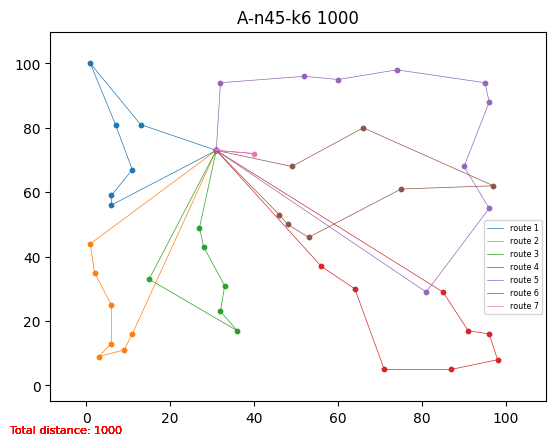 A-n45-k6 1000
100
80
60
40
20
0
0 20 40 60 80 100
route 1
route 2
route 3
route 4
route 5
route 6
route 7
Total distance: 1000